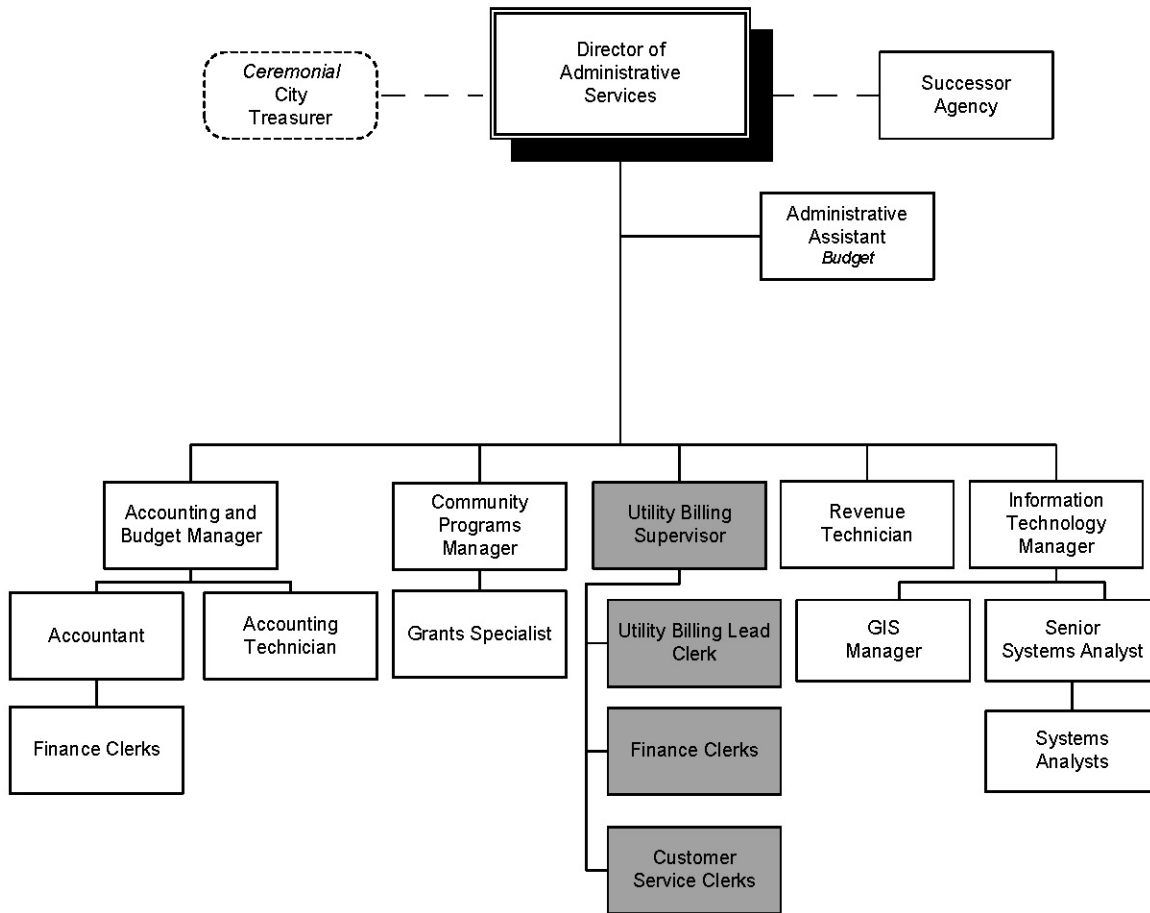 Director of
Administrative
Services
Ceremonial
City
Treasurer
Successor
Agency
Administrative
Assistant
Budget
Accounting and
Budget Manager
Community
Programs
Manager
Utility Billing
Supervisor
Revenue
Technician
Information
Technology
Manager
Accountant
Accounting
Technician
Grants Specialist
Utility Billing Lead
Clerk
GIS
Manager
Senior
Systems Analyst
Finance Clerks
Finance Clerks
Systems
Analysts
Customer
Service Clerks